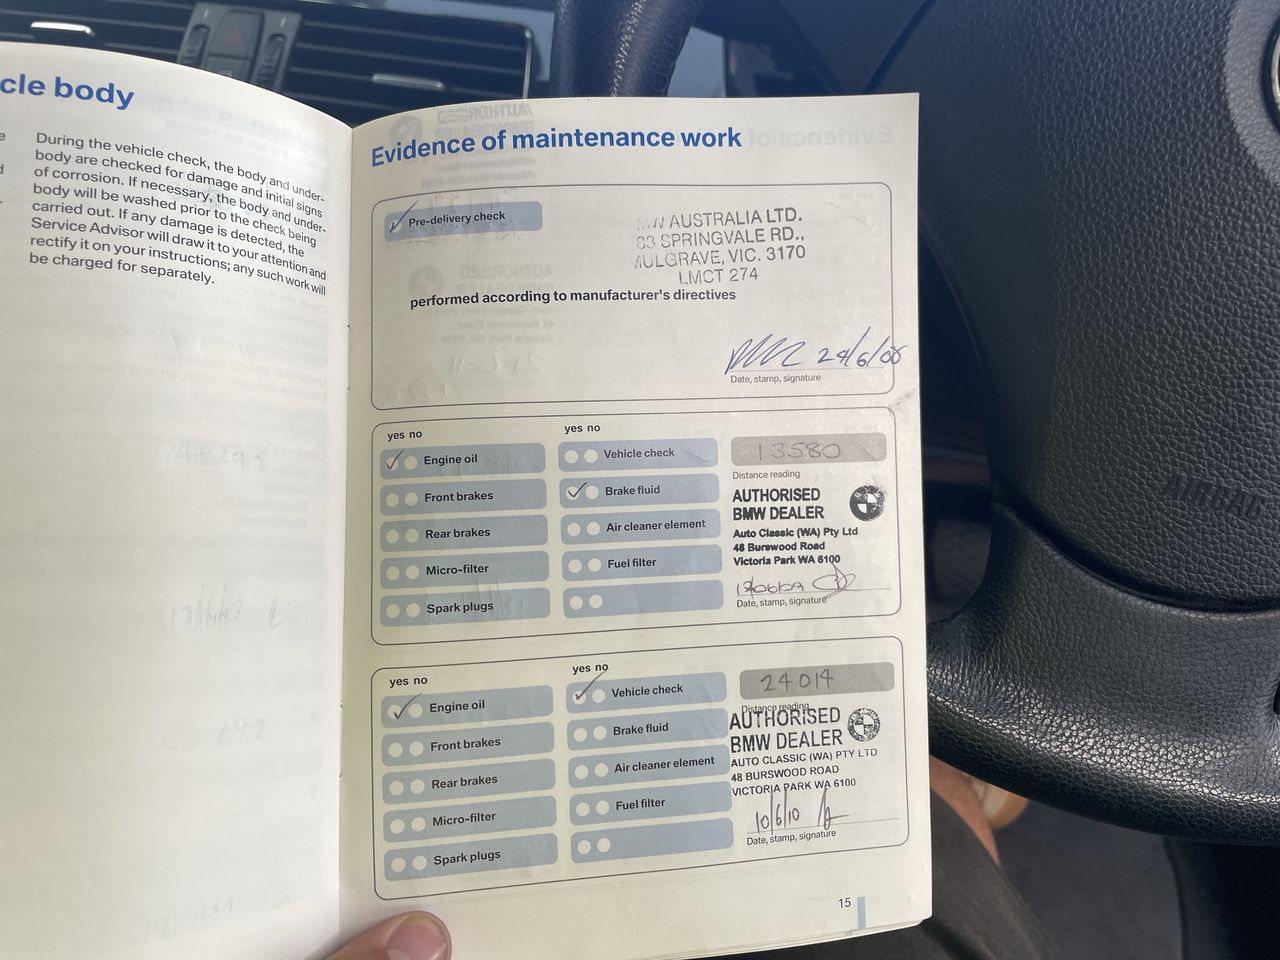 cle body
During the vehicle check, the body and under-
body are checked for damage and initial signs
of corrosion. If necessary, the body and under-
body will be washed prior to the check being
carried out. If any damage is detected, the
Service Advisor will draw it to your attention and
rectify it on your instructions; any such work will
be charged for separately.
Evidence of maintenance work
Pre-delivery check
MW AUSTRALIA LTD.
83 SPRINGVALE RD.,
MULGRAVE, VIC. 3170
LMCT 274
performed according to manufacturer's directives
24/6/08
Date, stamp, signature
yes no
Engine oil
Front brakes
Rear brakes
Micro-filter
Spark plugs
yes no
Vehicle check
Brake fluid
Air cleaner element
Fuel filter
13580
Distance reading
AUTHORISED
BMW DEALER
Auto Classic (WA) Pty Ltd
48 Burswood Road
Victoria Park WA 6100
Date, stamp, signature
yes no
Engine oil
Front brakes
Rear brakes
Micro-filter
Spark plugs
yes no
Vehicle check
Brake fluid
Air cleaner element
Fuel filter
24014
Distance reading
AUTHORISED
BMW DEALER
AUTO CLASSIC (WA) PTY LTD
48 BURSWOOD ROAD
VICTORIA PARK WA 6100
10/6/10
Date, stamp, signature
15
AIRBAG